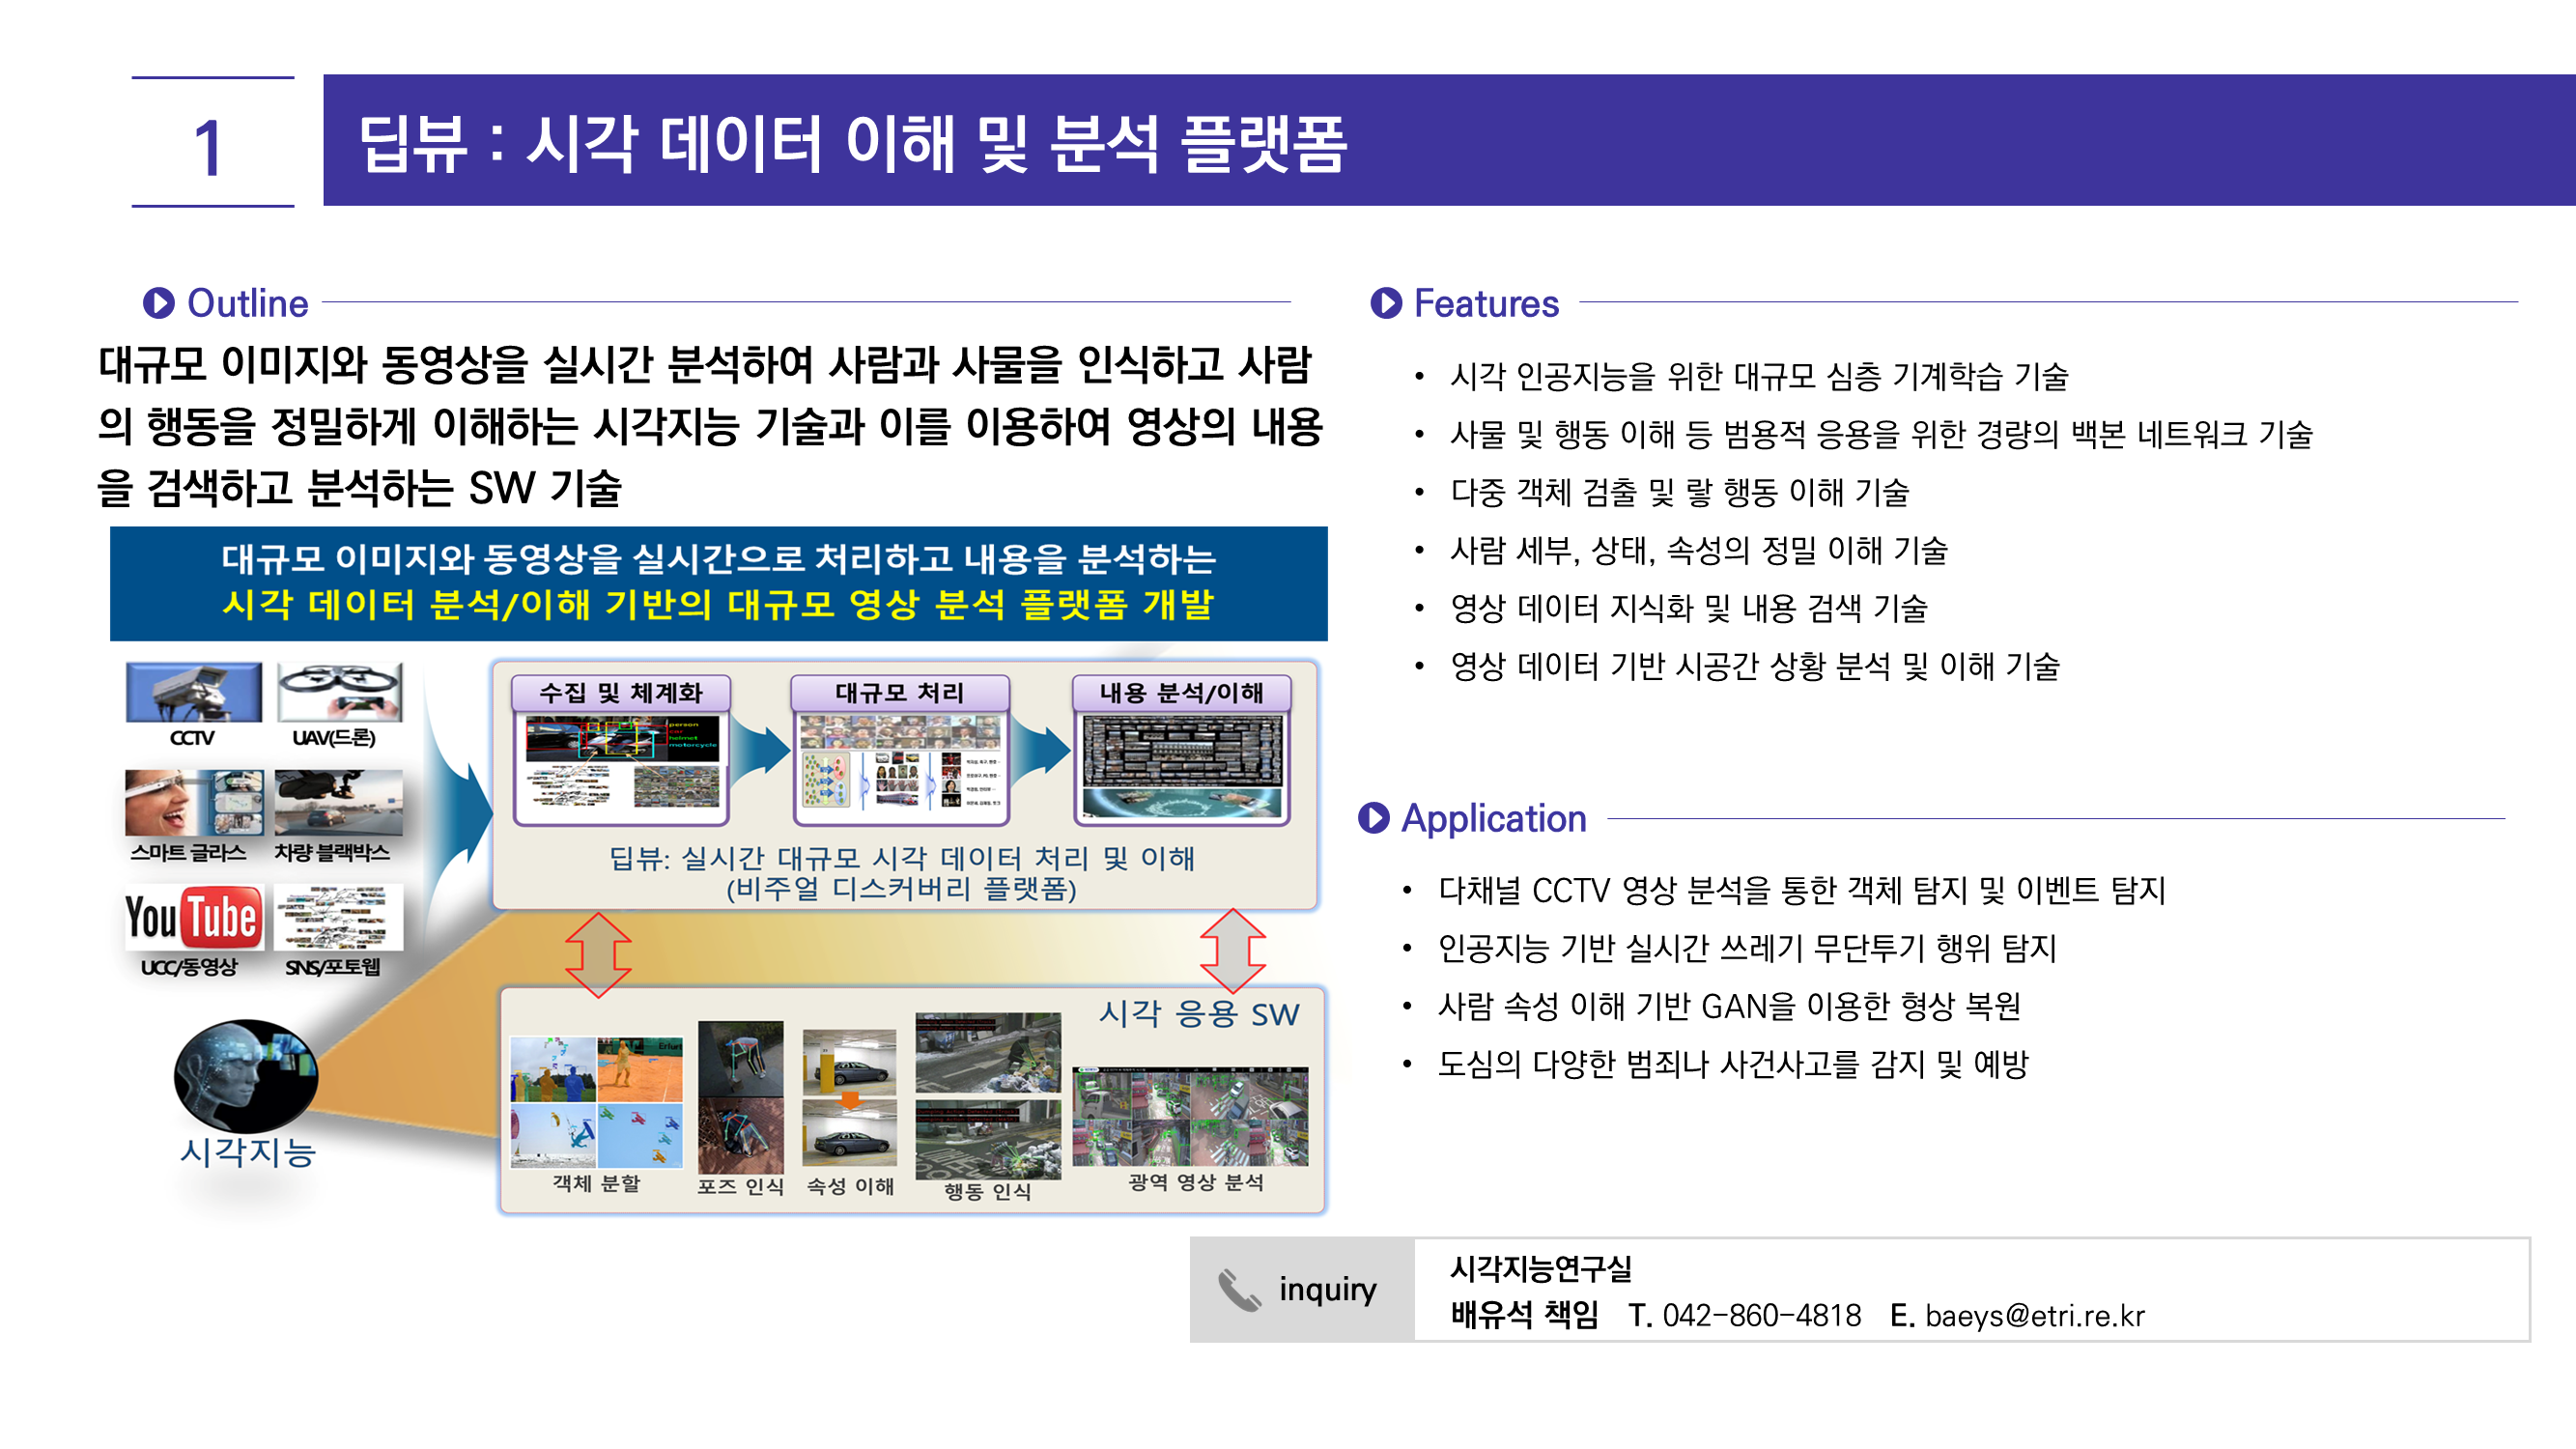 1
딥뷰 : 시각 데이터 이해 및 분석 플랫폼
Outline
대규모 이미지와 동영상을 실시간 분석하여 사람과 사물을 인식하고 사람
의 행동을 정밀하게 이해하는 시각지능 기술과 이를 이용하여 영상의 내용
을 검색하고 분석하는 SW 기술
대규모 이미지와 동영상을 실시간으로 처리하고 내용을 분석하는
시각 데이터 분석/이해 기반의 대규모 영상 분석 플랫폼 개발
CCTV
UAV(드론)
스마트 글라스
차량 블랙박스
You Tube
UCC/동영상
SNS/포토웹
시각지능
수집 및 체계화
person
car
helmet
motorcycle
대규모 처리
내용 분석/이해
딥뷰: 실시간 대규모 시각 데이터 처리 및 이해
(비주얼 디스커버리 플랫폼)
시각 응용 SW
Erfurt
객체 분할
포즈 인식
속성 이해
행동 인식
광역 영상 분석
Features
• 시각 인공지능을 위한 대규모 심층 기계학습 기술
• 사물 및 행동 이해 등 범용적 응용을 위한 경량의 백본 네트워크 기술
• 다중 객체 검출 및 랗 행동 이해 기술
• 사람 세부, 상태, 속성의 정밀 이해 기술
• 영상 데이터 지식화 및 내용 검색 기술
• 영상 데이터 기반 시공간 상황 분석 및 이해 기술
Application
• 다채널 CCTV 영상 분석을 통한 객체 탐지 및 이벤트 탐지
• 인공지능 기반 실시간 쓰레기 무단투기 행위 탐지
• 사람 속성 이해 기반 GAN을 이용한 형상 복원
• 도심의 다양한 범죄나 사건사고를 감지 및 예방
inquiry
시각지능연구실
배유석 책임 T. 042-860-4818 E. baeys@etri.re.kr